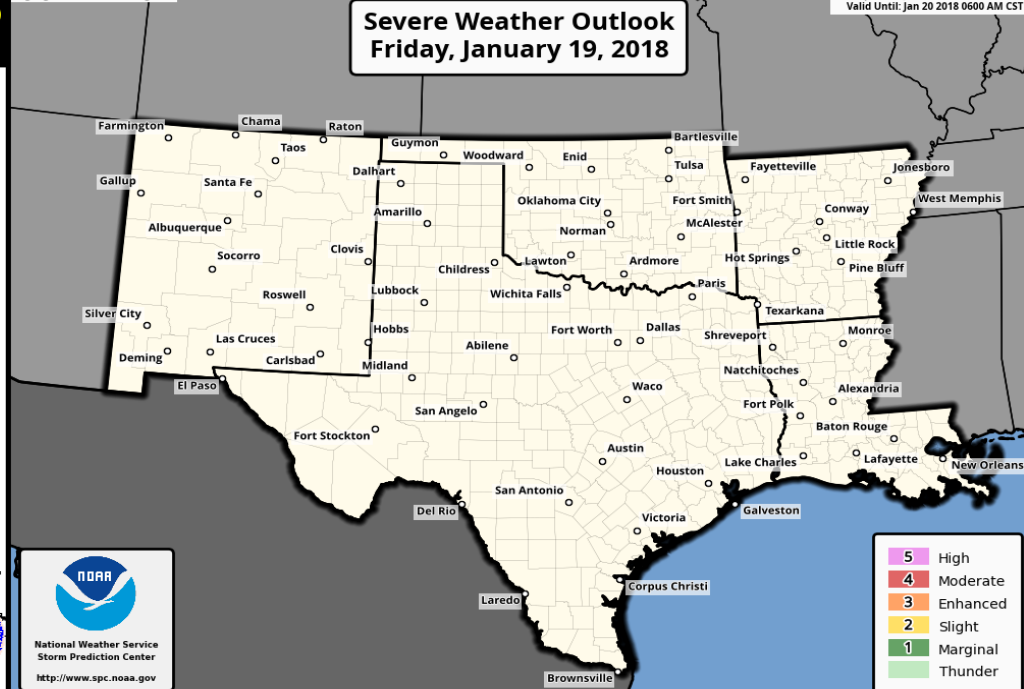 Valid Until: Jan 20 2018 0600 AM CST
Severe Weather Outlook
Friday, January 19, 2018
Farmington
Chama
Raton
Taos
Guymon
Woodward
Enid
Bartlesville
Tulsa
Fayetteville
Jonesboro
Gallup
Santa Fe
Dalhart
Amarillo
Oklahoma City
Fort Smith
West Memphis
Albuquerque
Norman
McAlester
Conway
Socorro
Clovis
Childress
Lawton
Ardmore
Hot Springs
Little Rock
Pine Bluff
Roswell
Lubbock
Wichita Falls
Paris
Texarkana
Silver City
Hobbs
Fort Worth
Dallas
Shreveport
Monroe
Deming
Las Cruces
Carlsbad
Midland
Abilene
Natchitoches
El Paso
San Angelo
Waco
Fort Polk
Alexandria
Fort Stockton
Austin
Baton Rouge
Houston
Lake Charles
Lafayette
New Orleans
Del Rio
San Antonio
Victoria
Galveston
Laredo
Corpus Christi
Brownsville
NOAA
National Weather Service
Storm Prediction Center
http://www.spc.noaa.gov
5 High
4 Moderate
3 Enhanced
2 Slight
1 Marginal
Thunder